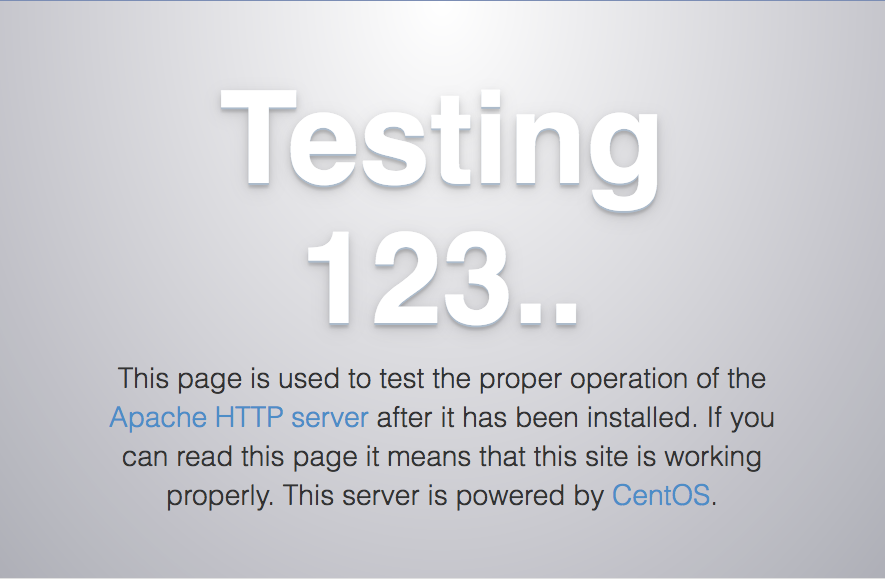 Testing
123..
This page is used to test the proper operation of the
Apache HTTP server after it has been installed. If you
can read this page it means that this site is working
properly. This server is powered by CentOS.